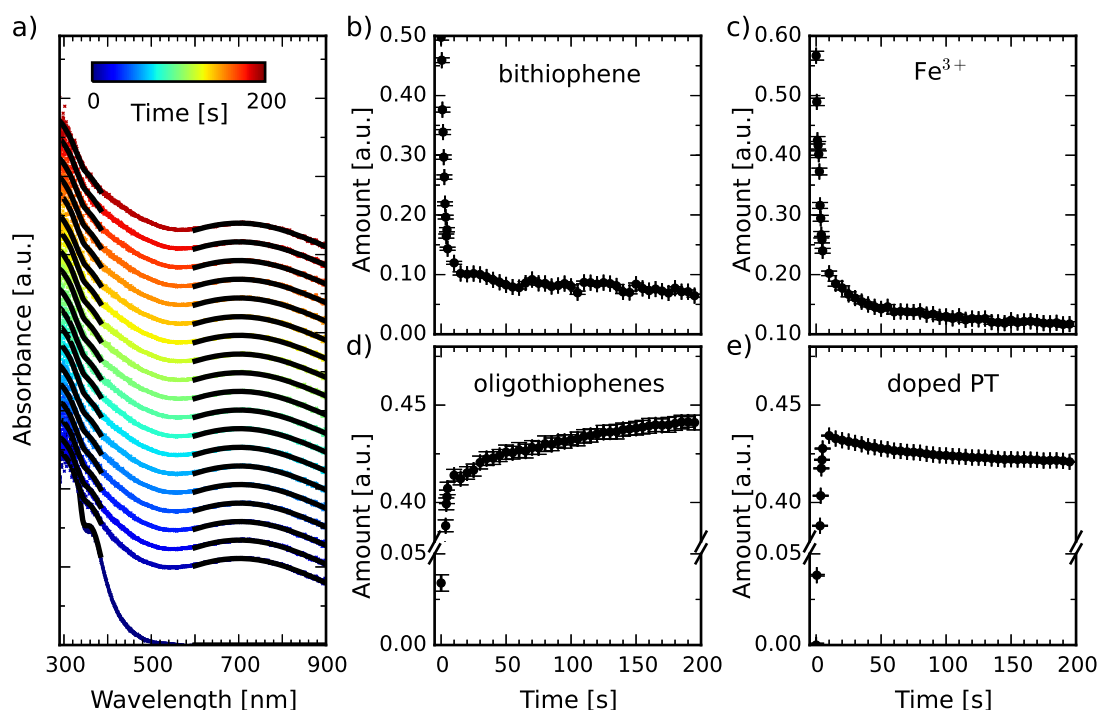 a)
0
200
Time [s]
Absorbance [a.u.]
300
500
700
900
Wavelength [nm]
b)
bithiophene
Amount [a.u.]
0.50
0.40
0.30
0.20
0.10
0.00
c)
Fe³⁺
Amount [a.u.]
0.60
0.50
0.40
0.30
0.20
0.10
d)
oligothiophenes
Amount [a.u.]
0.45
0.40
0.05
0.00
0
50
100
150
200
Time [s]
e)
doped PT
Amount [a.u.]
0.45
0.40
0.05
0.00
0
50
100
150
200
Time [s]